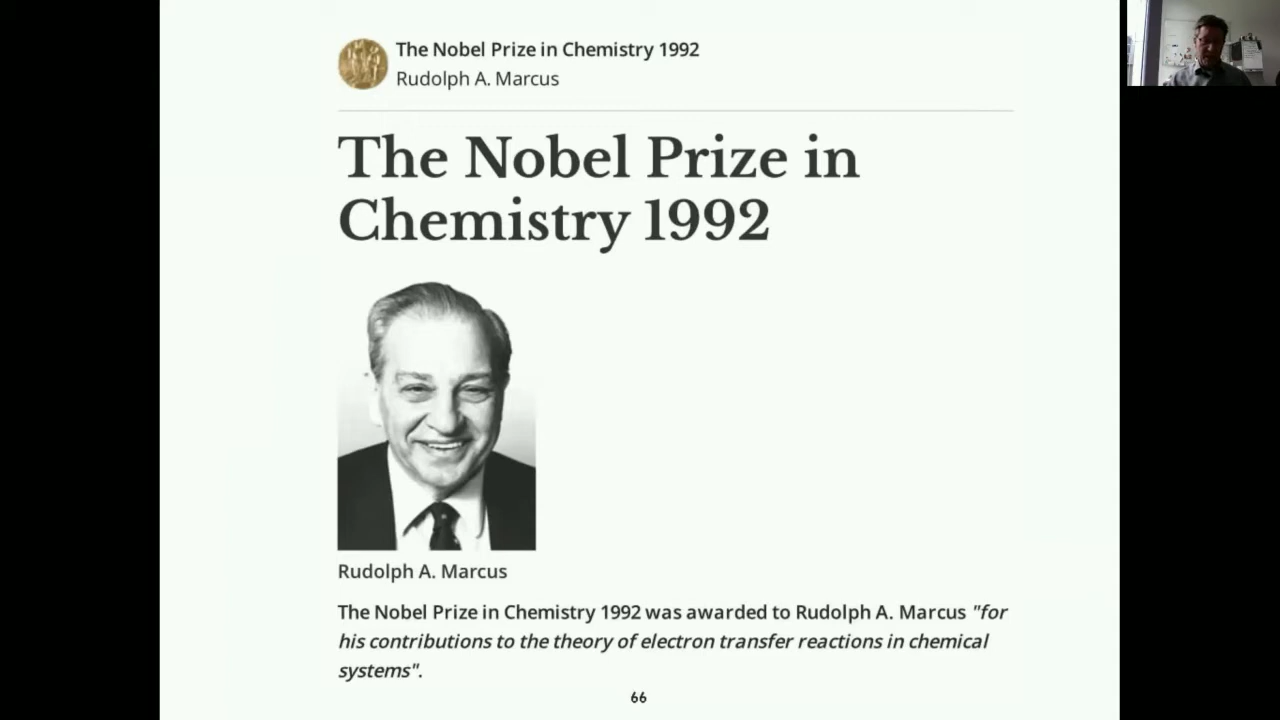 The Nobel Prize in Chemistry 1992
Rudolph A. Marcus
The Nobel Prize in
Chemistry 1992
Rudolph A. Marcus
The Nobel Prize in Chemistry 1992 was awarded to Rudolph A. Marcus "for
his contributions to the theory of electron transfer reactions in chemical
systems".
66